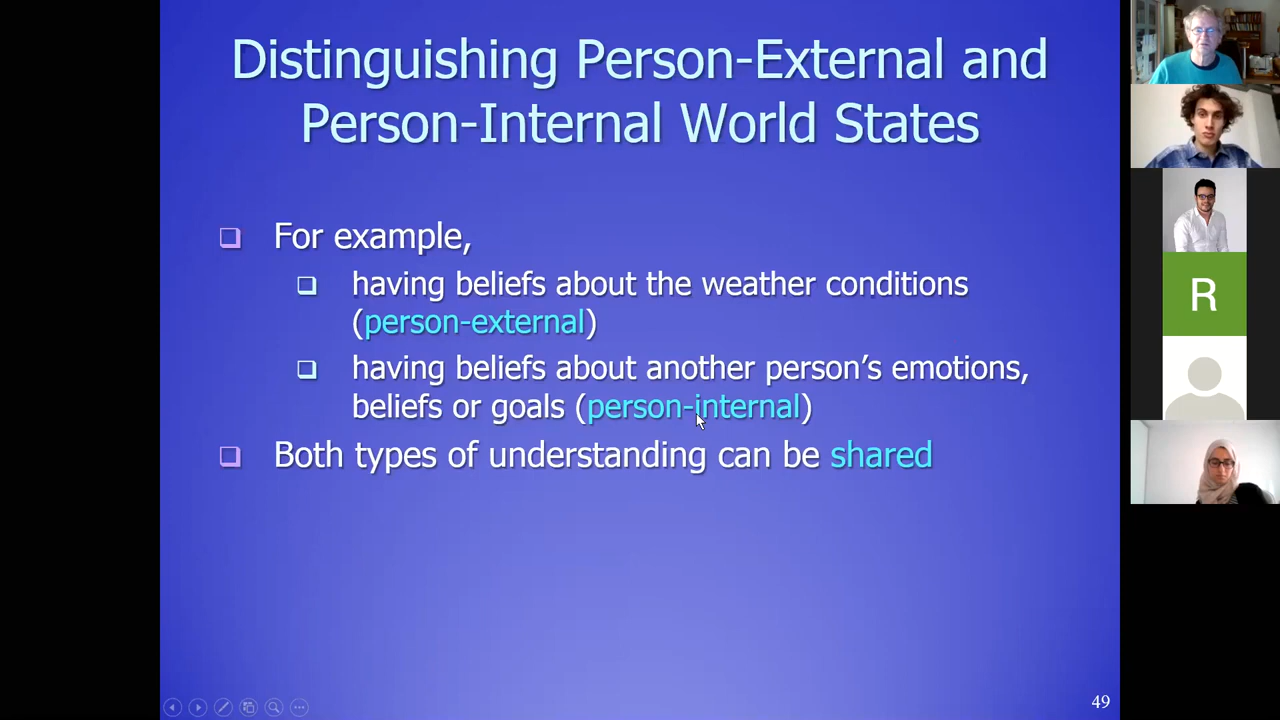 Distinguishing Person-External and
Person-Internal World States
For example,
having beliefs about the weather conditions
(person-external)
having beliefs about another person’s emotions,
beliefs or goals (person-internal)
Both types of understanding can be shared
49
R